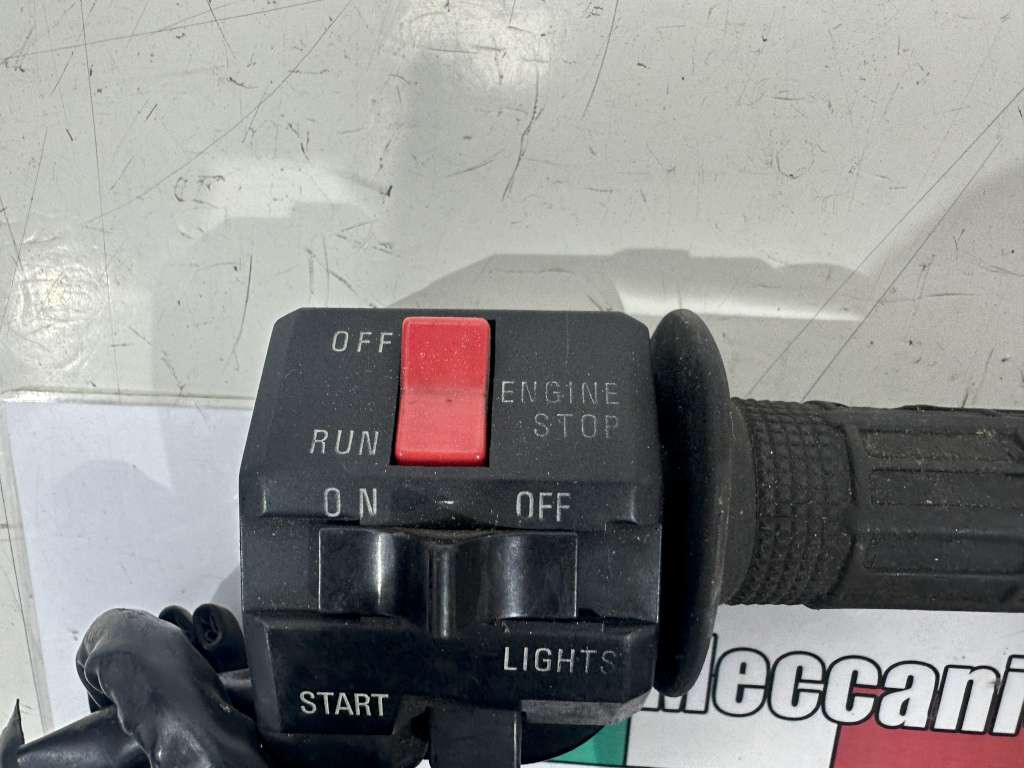 OFF
ENGINE
STOP
RUN
ON - OFF
LIGHTS
START
Meccani